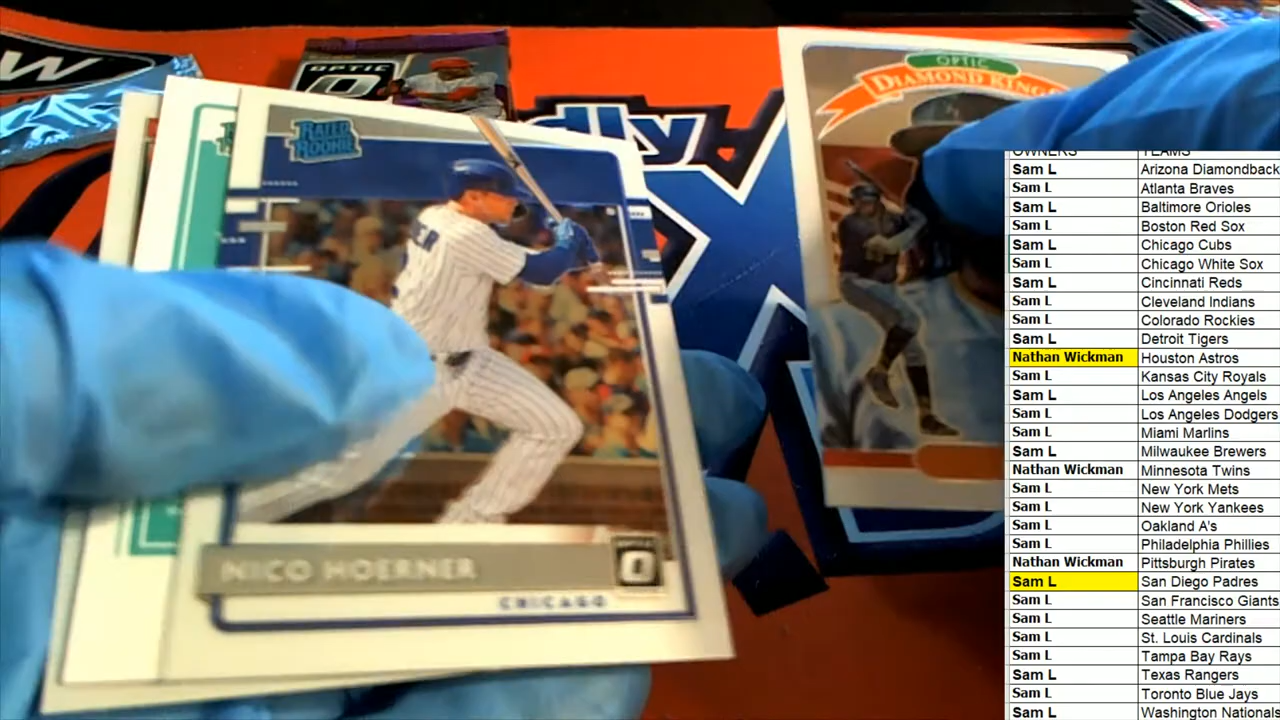 OPTIC
OPTIC
DIAMOND KING
RATED
ROOKIE
dly
NICO HOERNER
OPTIC
CHICAGO
OWNERS TEAMS
Sam L Arizona Diamondback
Sam L Atlanta Braves
Sam L Baltimore Orioles
Sam L Boston Red Sox
Sam L Chicago Cubs
Sam L Chicago White Sox
Sam L Cincinnati Reds
Sam L Cleveland Indians
Sam L Colorado Rockies
Sam L Detroit Tigers
Nathan Wickman Houston Astros
Sam L Kansas City Royals
Sam L Los Angeles Angels
Sam L Los Angeles Dodgers
Sam L Miami Marlins
Sam L Milwaukee Brewers
Nathan Wickman Minnesota Twins
Sam L New York Mets
Sam L New York Yankees
Sam L Oakland A's
Sam L Philadelphia Phillies
Nathan Wickman Pittsburgh Pirates
Sam L San Diego Padres
Sam L San Francisco Giants
Sam L Seattle Mariners
Sam L St. Louis Cardinals
Sam L Tampa Bay Rays
Sam L Texas Rangers
Sam L Toronto Blue Jays
Sam L Washington Nationals